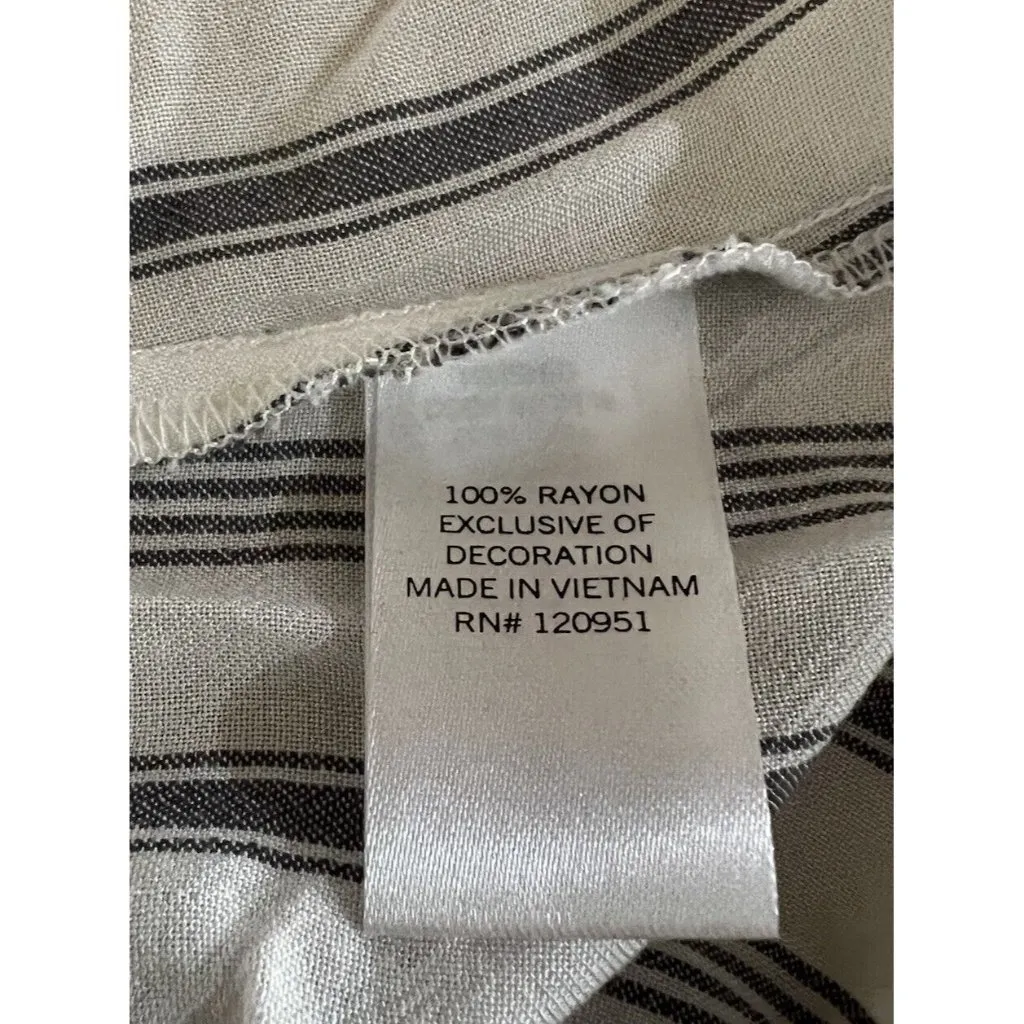 100% RAYON
EXCLUSIVE OF
DECORATION
MADE IN VIETNAM
RN# 120951